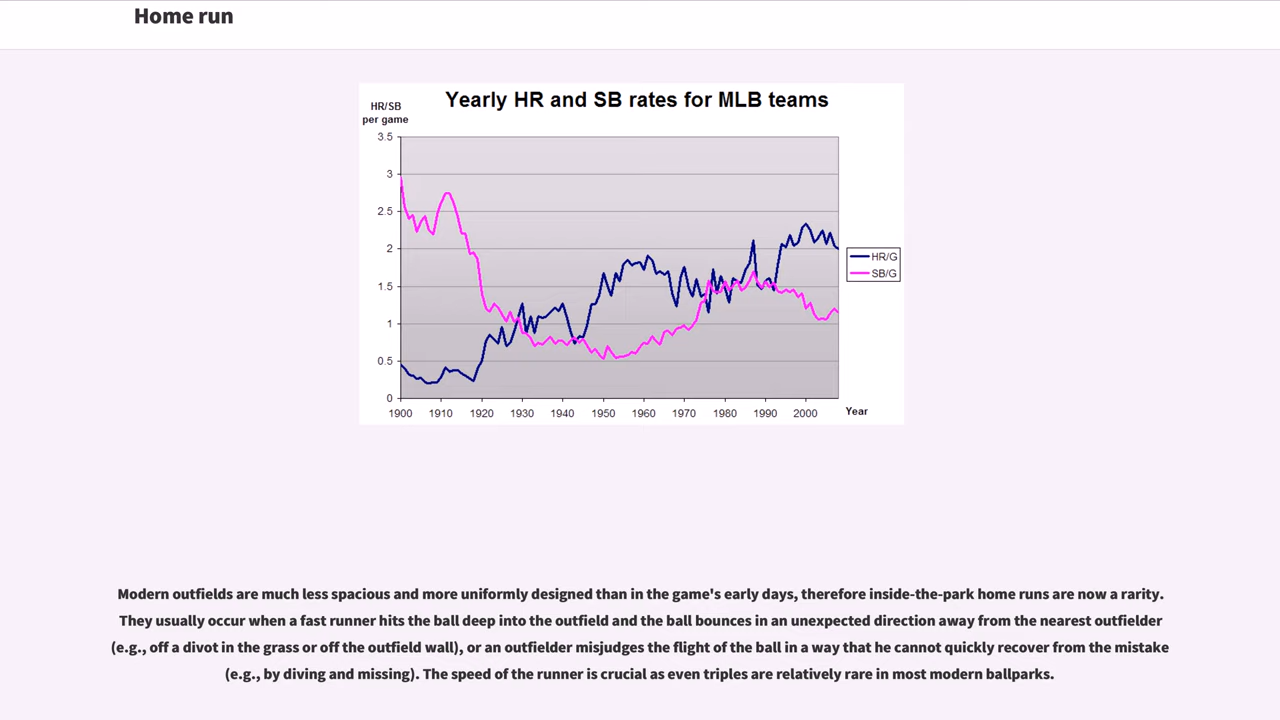 Home run
Yearly HR and SB rates for MLB teams
HR/SB
per game
3.5
3
2.5
2
1.5
1
0.5
0
1900 1910 1920 1930 1940 1950 1960 1970 1980 1990 2000 Year
HR/G
SB/G
Modern outfields are much less spacious and more uniformly designed than in the game's early days, therefore inside-the-park home runs are now a rarity.
They usually occur when a fast runner hits the ball deep into the outfield and the ball bounces in an unexpected direction away from the nearest outfielder
(e.g., off a divot in the grass or off the outfield wall), or an outfielder misjudges the flight of the ball in a way that he cannot quickly recover from the mistake
(e.g., by diving and missing). The speed of the runner is crucial as even triples are relatively rare in most modern ballparks.